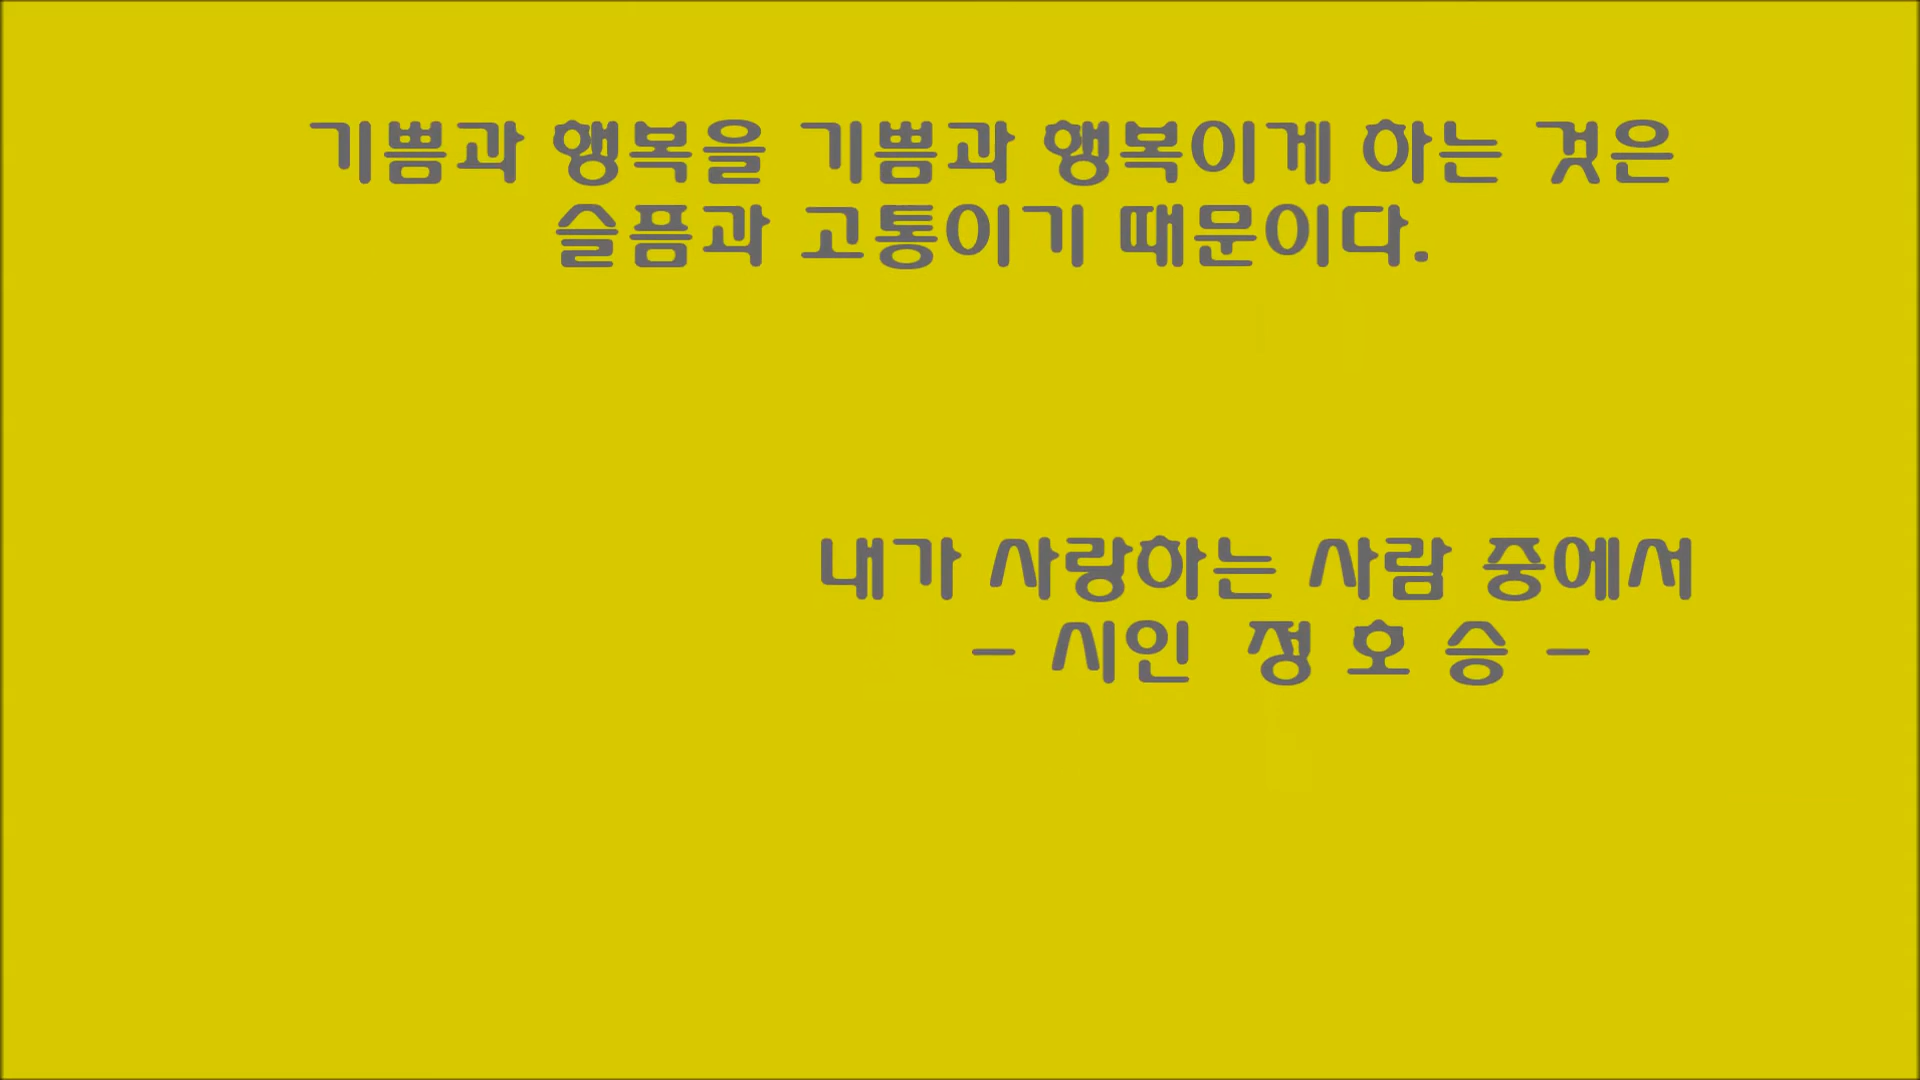 기쁨과 행복을 기쁨과 행복이게 하는 것은
슬픔과 고통이기 때문이다.
내가 사랑하는 사람 중에서
- 시인 정 호 승 -